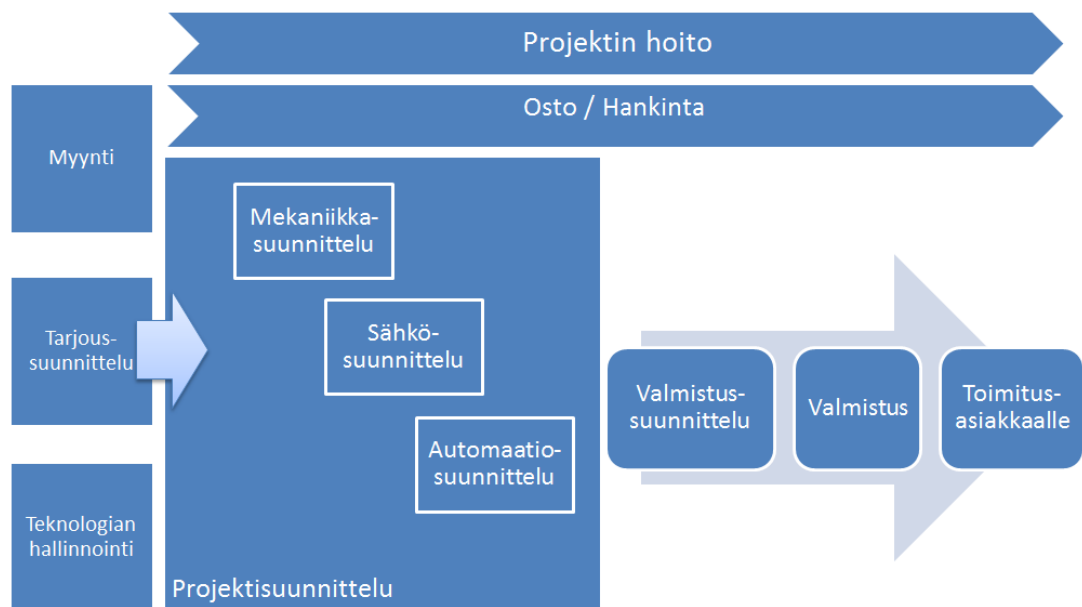 Projektin hoito
Osto / Hankinta
Myynti
Tarjous-
suunnittelu
Teknologian
hallinnointi
Mekaniikka-
suunnittelu
Sähkö-
suunnittelu
Automaatio-
suunnittelu
Projektisuunnittelu
Valmistus-
suunnittelu
Valmistus
Toimitus-
asiakkaalle